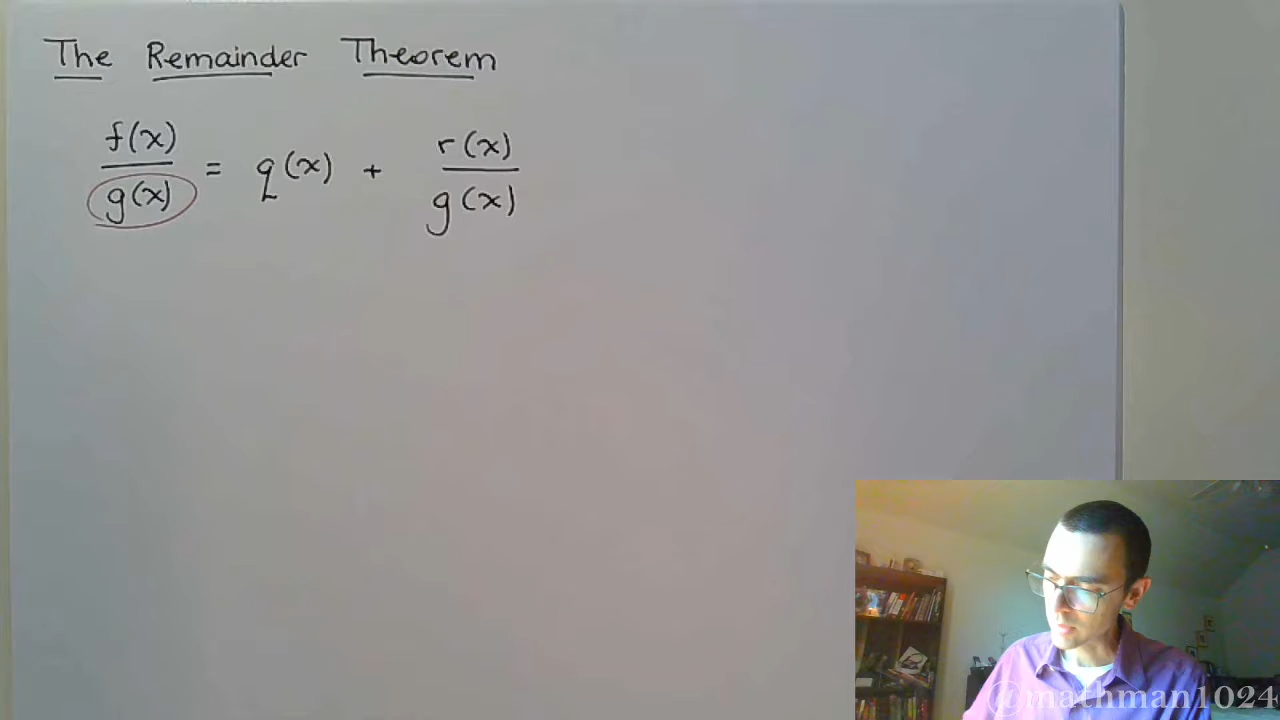 The Remainder Theorem
f(x)/g(x) = q(x) + r(x)/g(x)
@mathman1024